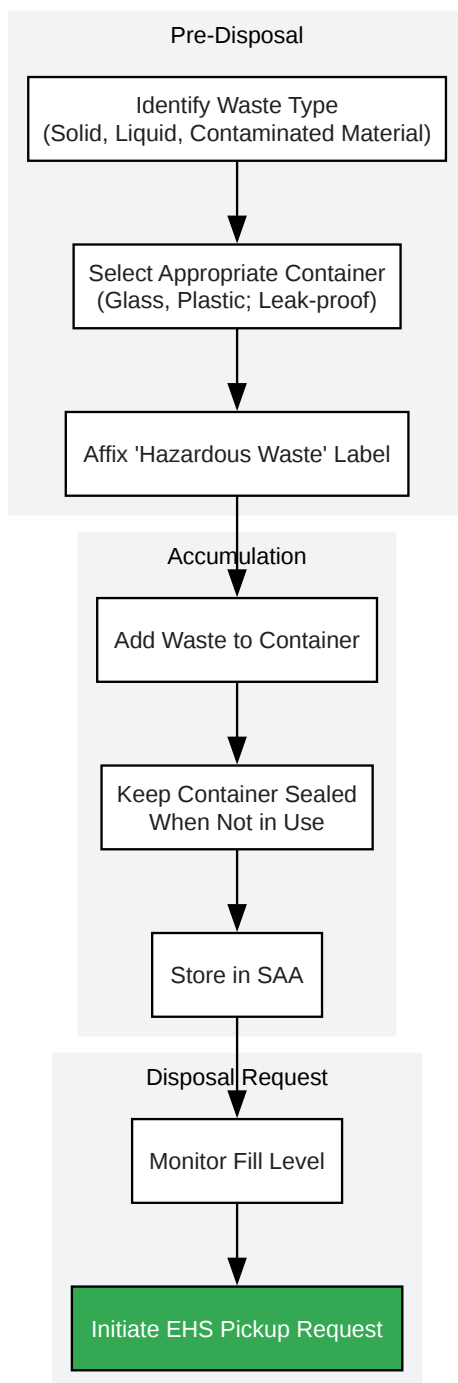 Pre-Disposal
Identify Waste Type
(Solid, Liquid, Contaminated Material)
Select Appropriate Container
(Glass, Plastic; Leak-proof)
Affix 'Hazardous Waste' Label
Accumulation
Add Waste to Container
Keep Container Sealed
When Not in Use
Store in SAA
Disposal Request
Monitor Fill Level
Initiate EHS Pickup Request